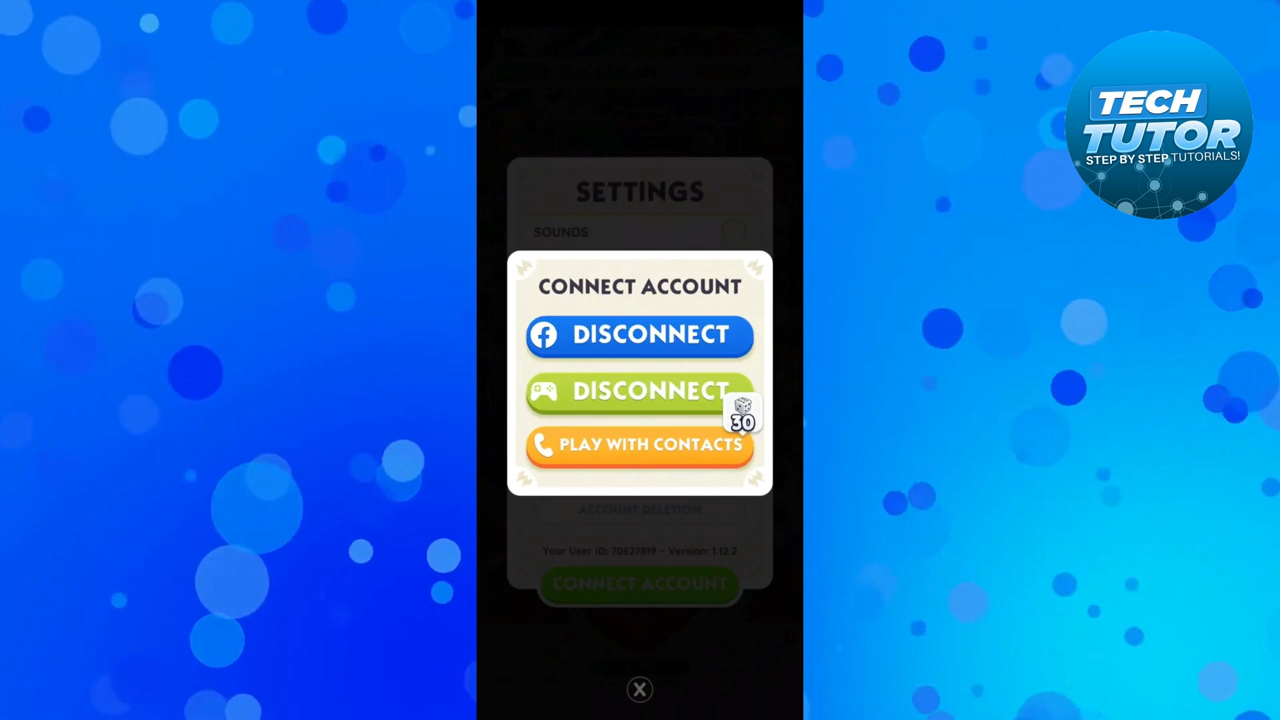 TECH
TUTOR
STEP BY STEP TUTORIALS!
SETTINGS
SOUNDS
CONNECT ACCOUNT
DISCONNECT
DISCONNECT
30
PLAY WITH CONTACTS
ACCOUNT DELETION
Your User ID: 70627819 - Version: 1.12.2
CONNECT ACCOUNT
X